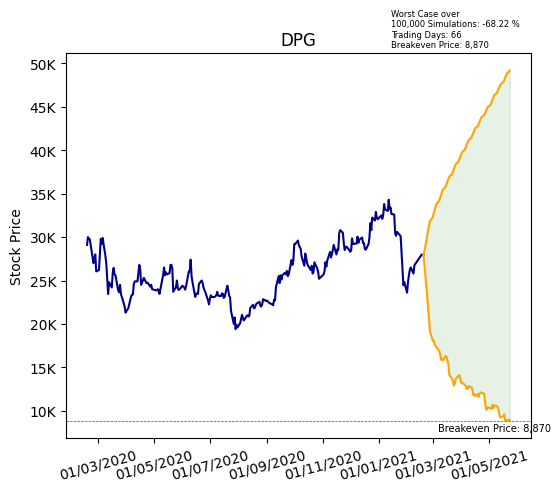 Worst Case over
100,000 Simulations: -68.22 %
Trading Days: 66
Breakeven Price: 8,870
DPG
Stock Price
50K
45K
40K
35K
30K
25K
20K
15K
10K
Breakeven Price: 8,870
01/03/2020
01/05/2020
01/07/2020
01/09/2020
01/11/2020
01/01/2021
01/03/2021
01/05/2021